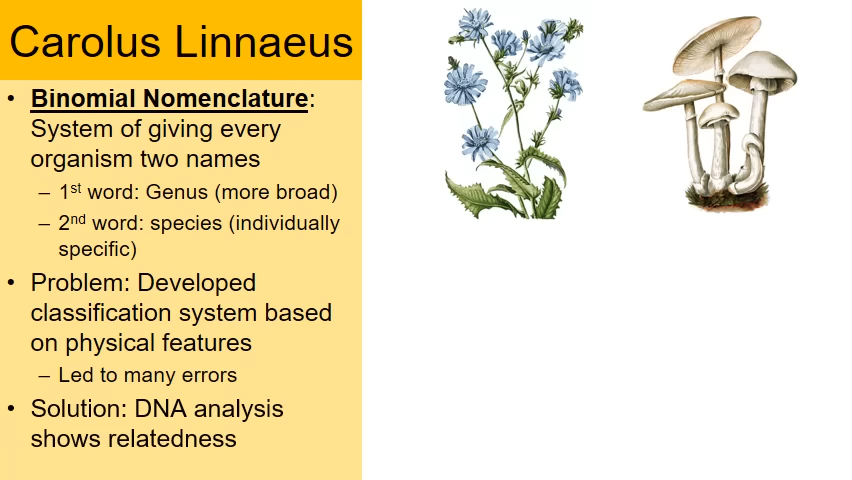 Carolus Linnaeus
• Binomial Nomenclature:
System of giving every
organism two names
– 1st word: Genus (more broad)
– 2nd word: species (individually
specific)
• Problem: Developed
classification system based
on physical features
– Led to many errors
• Solution: DNA analysis
shows relatedness